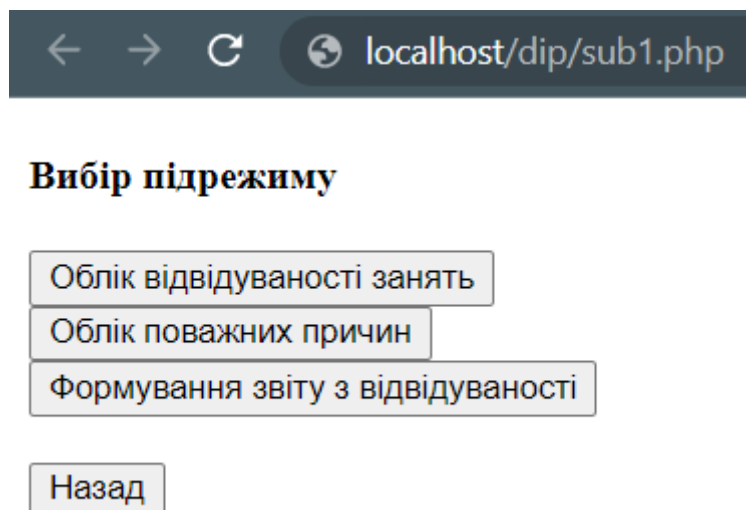 localhost/dip/sub1.php
Вибір підрежиму
Облік відвідуваності занять
Облік поважних причин
Формування звіту з відвідуваності
Назад